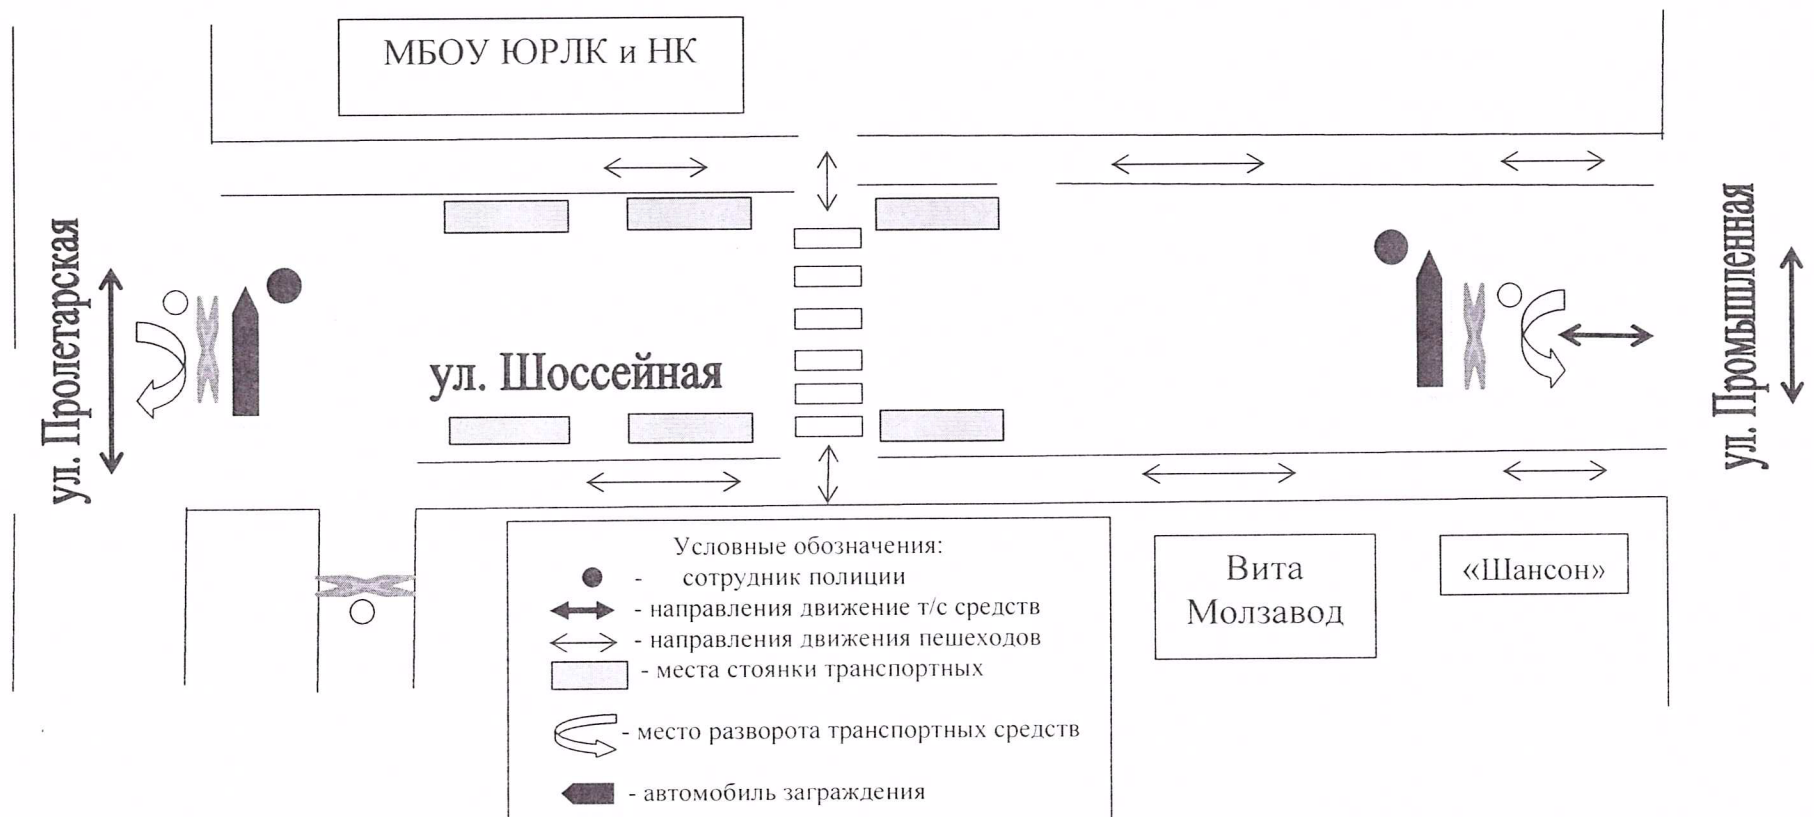 МБОУ ЮРЛК и НК
ул. Пролетарская
ул. Шоссейная
ул. Промышленная
Условные обозначения:
- сотрудник полиции
- направления движение т/с средств
- направления движения пешеходов
- места стоянки транспортных
- место разворота транспортных средств
- автомобиль заграждения
Вита
Молзавод
«Шансон»